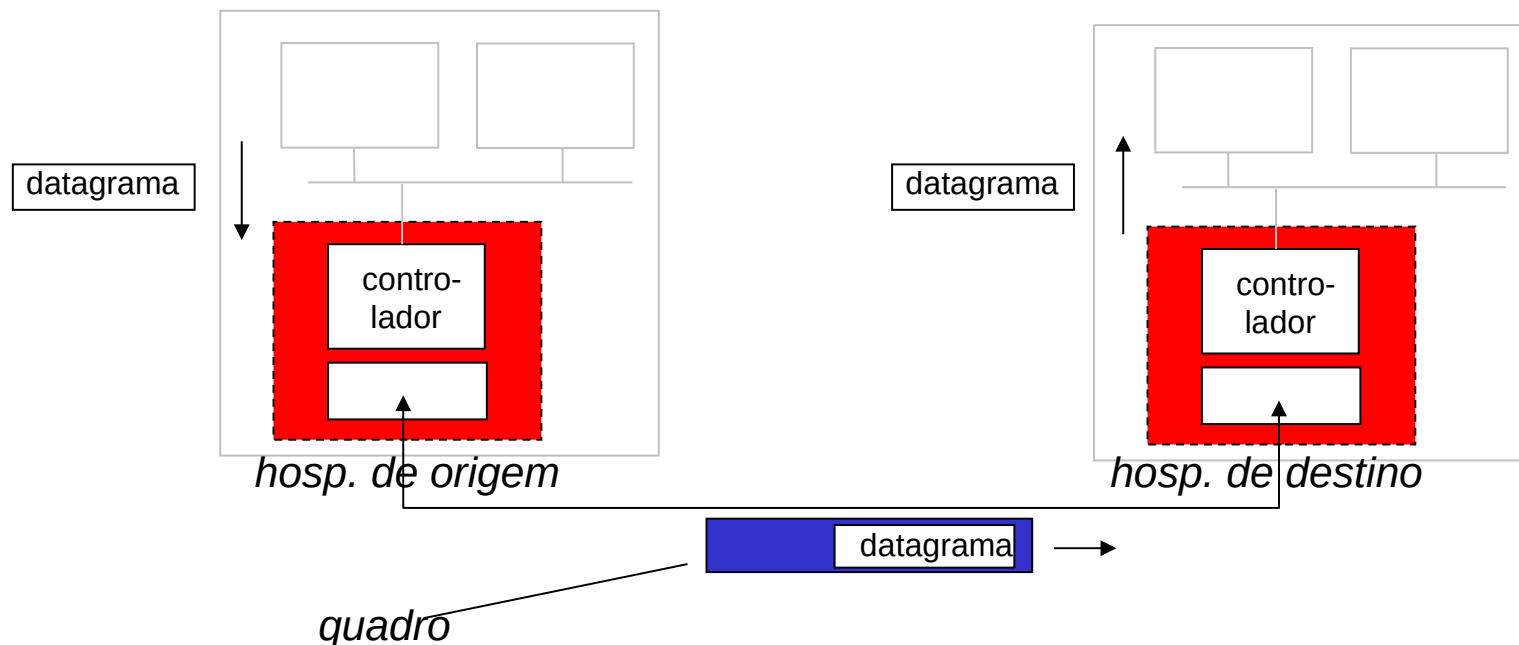 datagrama
datagrama
contro-
lador
contro-
lador
hosp. de origem
hosp. de destino
datagrama
quadro